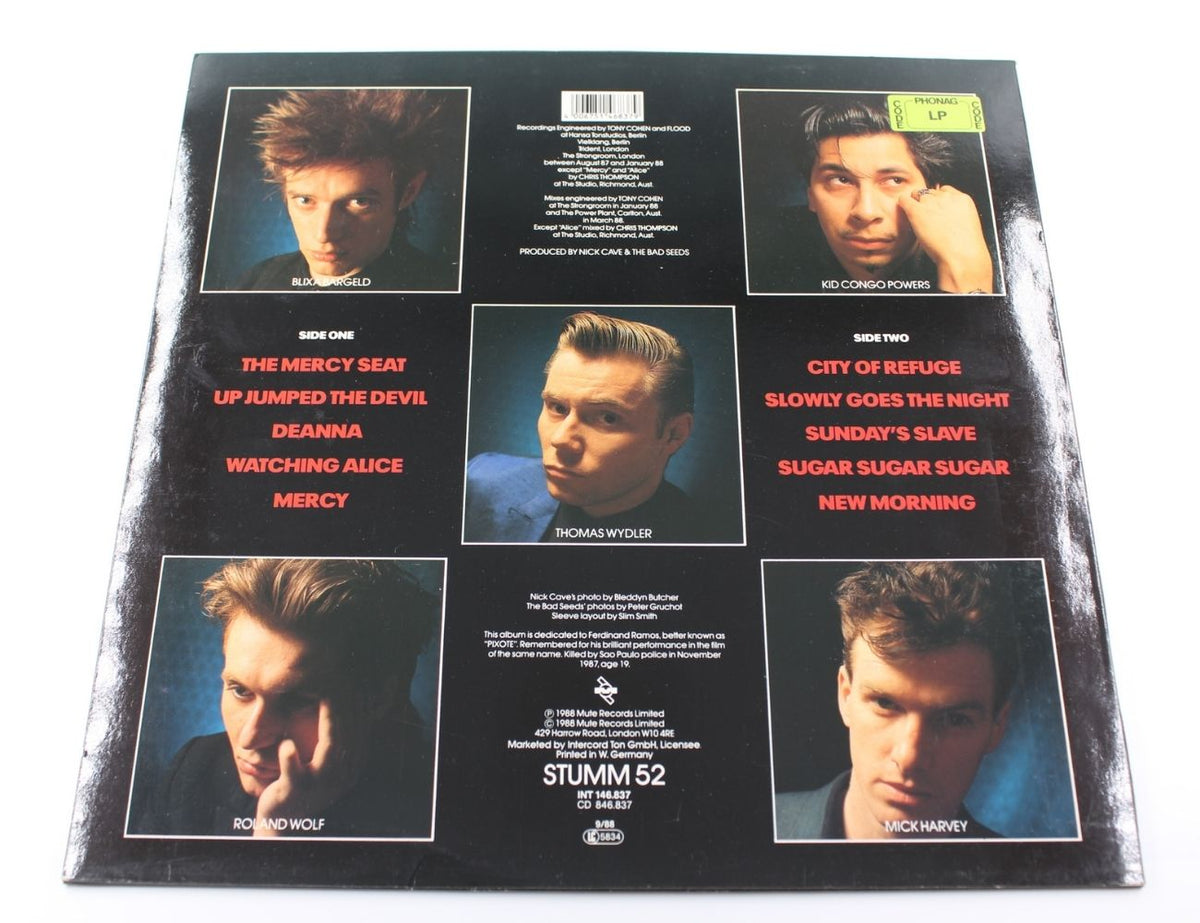 4 006751 468379
Recordings Engineered by TONY COHEN and FLOOD
at Hansa Tonstudios, Berlin
Vielklang, Berlin
Trident, London
The Strongroom, London
between August 87 and January 88
except "Mercy" and "Alice"
by CHRIS THOMPSON
at The Studio, Richmond, Aust.
Mixes engineered by TONY COHEN
at The Strongroom in January 88
and The Power Plant, Carlton, Aust.
in March 88.
Except "Alice" mixed by CHRIS THOMPSON
at The Studio, Richmond, Aust.
PRODUCED BY NICK CAVE & THE BAD SEEDS
CODE
PHONAG
LP
CODE
BLIXA BARGELD
KID CONGO POWERS
SIDE ONE
THE MERCY SEAT
UP JUMPED THE DEVIL
DEANNA
WATCHING ALICE
MERCY
THOMAS WYDLER
SIDE TWO
CITY OF REFUGE
SLOWLY GOES THE NIGHT
SUNDAY'S SLAVE
SUGAR SUGAR SUGAR
NEW MORNING
Nick Cave's photo by Bleddyn Butcher
The Bad Seeds' photos by Peter Gruchot
Sleeve layout by Slim Smith
This album is dedicated to Ferdinand Ramos, better known as
"PIXOTE". Remembered for his brilliant performance in the film
of the same name. Killed by Sao Paulo police in November
1987, age 19.
Ⓟ 1988 Mute Records Limited
© 1988 Mute Records Limited
429 Harrow Road, London W10 4RE
Marketed by Intercord Ton GmbH, Licensee.
Printed in W. Germany
STUMM 52
INT 146.837
CD 846.837
9/88
LC 5834
ROLAND WOLF
MICK HARVEY